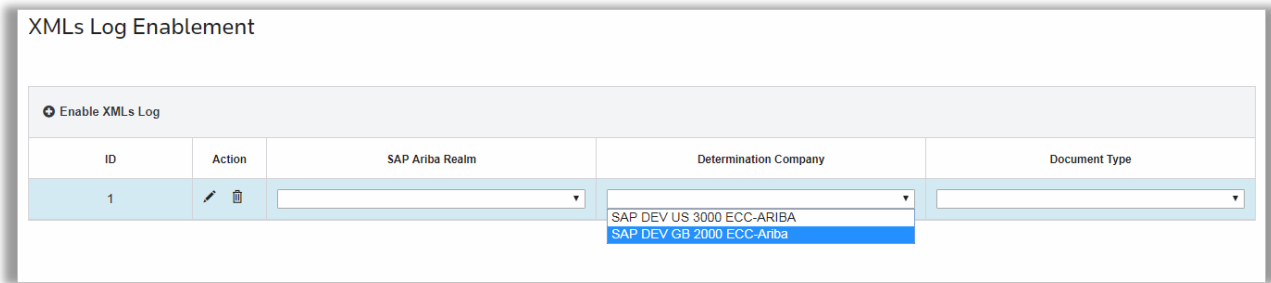 XMLs Log Enablement
Enable XMLs Log
ID Action SAP Ariba Realm Determination Company Document Type
1
SAP DEV US 3000 ECC-ARIBA
SAP DEV GB 2000 ECC-Ariba